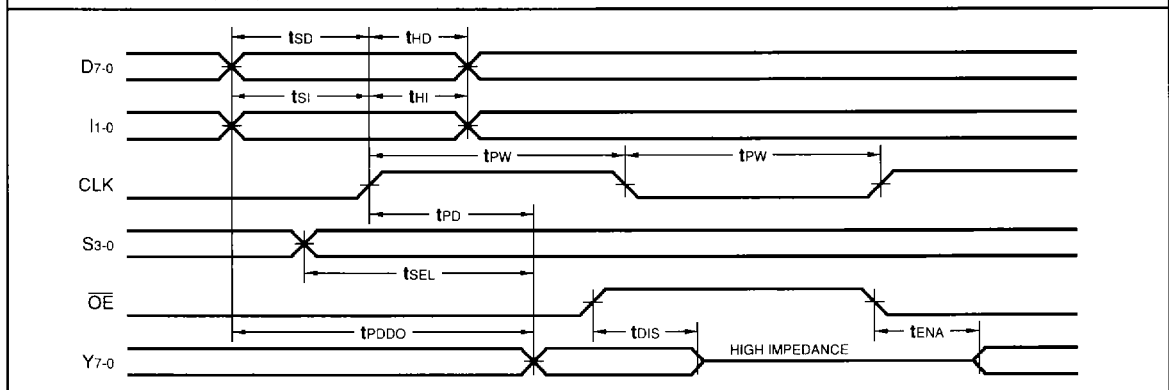 tSD tHD
D7-0
tSI tHI
I1-0
tPW tPW
CLK
tPD
S3-0
tSEL
OE
tPDDO tDIS tENA
HIGH IMPEDANCE
Y7-0